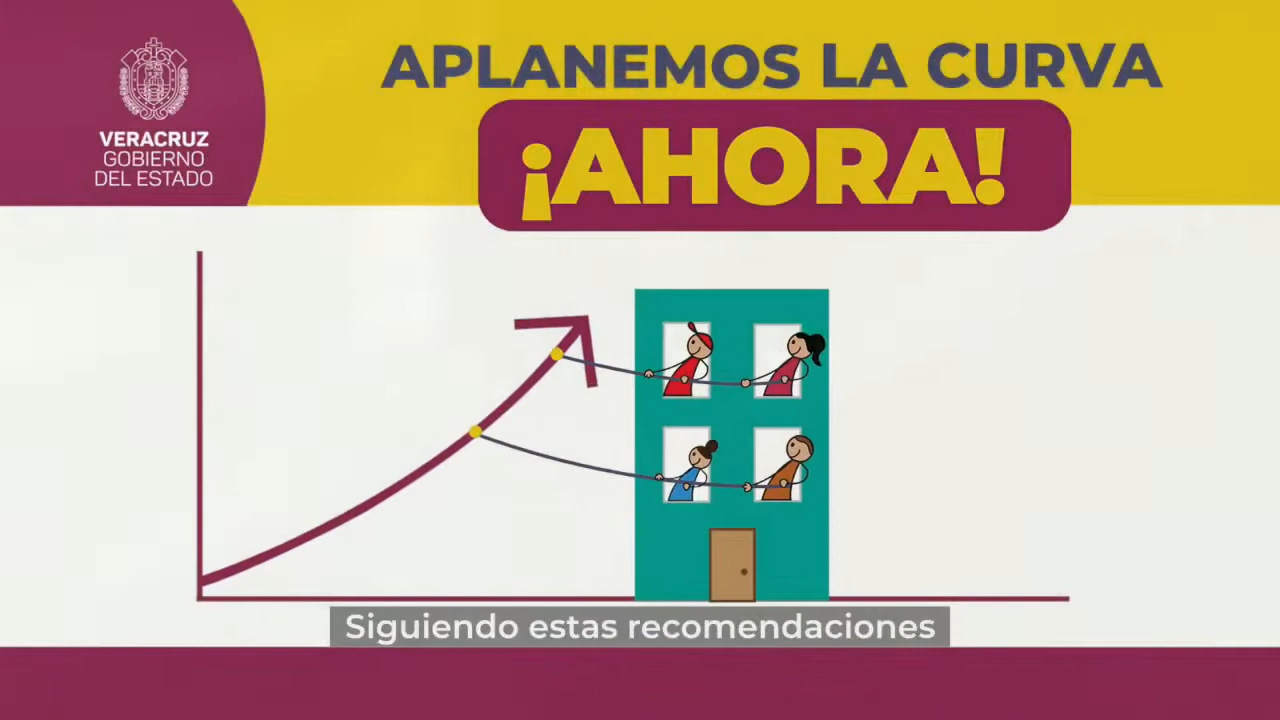 VERACRUZ
GOBIERNO
DEL ESTADO
APLANEMOS LA CURVA
¡AHORA!
Siguiendo estas recomendaciones